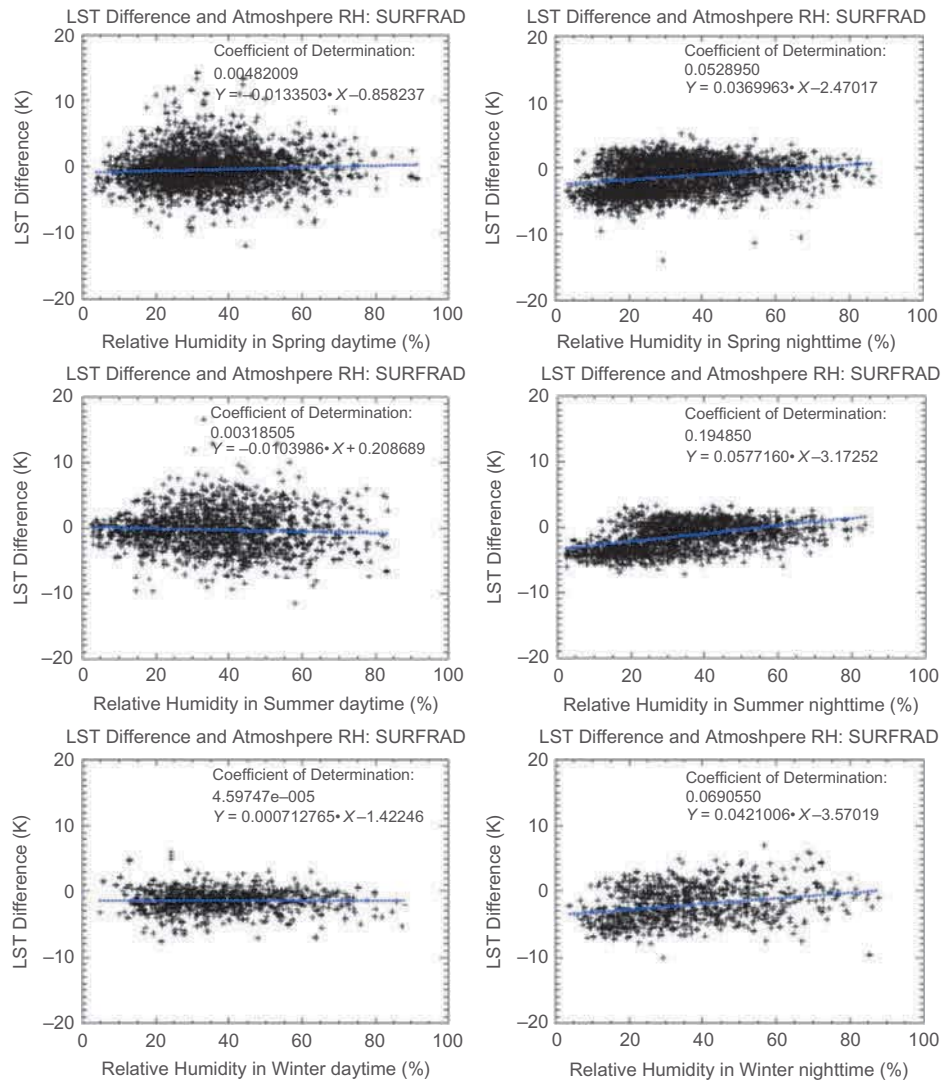 LST Difference and Atmoshpere RH: SURFRAD
Coefficient of Determination:
0.00482009
Y = –0.0133503• X–0.858237
LST Difference (K)
20
10
0
–10
–20
0 20 40 60 80 100
Relative Humidity in Spring daytime (%)
LST Difference and Atmoshpere RH: SURFRAD
Coefficient of Determination:
0.0528950
Y = 0.0369963• X–2.47017
LST Difference (K)
20
10
0
–10
–20
0 20 40 60 80 100
Relative Humidity in Spring nighttime (%)
LST Difference and Atmoshpere RH: SURFRAD
Coefficient of Determination:
0.00318505
Y = –0.0103986• X + 0.208689
LST Difference (K)
20
10
0
–10
–20
0 20 40 60 80 100
Relative Humidity in Summer daytime (%)
LST Difference and Atmoshpere RH: SURFRAD
Coefficient of Determination:
0.194850
Y = 0.0577160• X–3.17252
LST Difference (K)
20
10
0
–10
–20
0 20 40 60 80 100
Relative Humidity in Summer nighttime (%)
LST Difference and Atmoshpere RH: SURFRAD
Coefficient of Determination:
4.59747e–005
Y = 0.000712765• X–1.42246
LST Difference (K)
20
10
0
–10
–20
0 20 40 60 80 100
Relative Humidity in Winter daytime (%)
LST Difference and Atmoshpere RH: SURFRAD
Coefficient of Determination:
0.0690550
Y = 0.0421006• X–3.57019
LST Difference (K)
20
10
0
–10
–20
0 20 40 60 80 100
Relative Humidity in Winter nighttime (%)